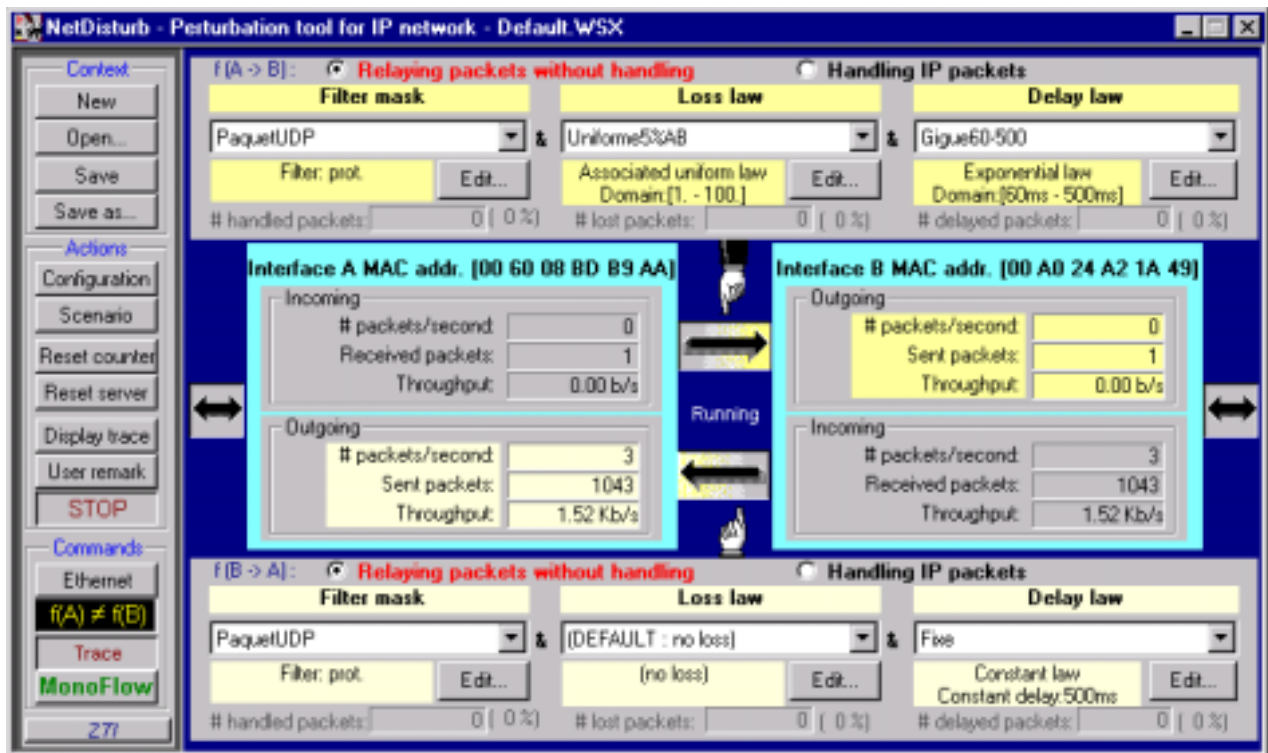 NetDisturb - Perturbation tool for IP network - Default.WSX
Context
New
Open...
Save
Save as...
Actions
Configuration
Scenario
Reset counter
Reset server
Display trace
User remark
STOP
Commands
Ethernet
f(A) ≠ f(B)
Trace
MonoFlow
f (A -> B) : Relaying packets without handling Handling IP packets
Filter mask Loss law Delay law
PaquetUDP & Uniforme5%AB & Gigue60-500
Filter: prot. Edit... Associated uniform law Edit... Exponential law Edit...
Domain:[1. - 100.] Domain:[60ms - 500ms]
# handled packets: 0 ( 0 %) # lost packets: 0 ( 0 %) # delayed packets: 0 ( 0 %)
Interface A MAC addr. [00 60 08 BD B9 AA]
Incoming
# packets/second: 0
Received packets: 1
Throughput: 0.00 b/s
Outgoing
# packets/second: 3
Sent packets: 1043
Throughput: 1.52 Kb/s
Running
Interface B MAC addr. [00 A0 24 A2 1A 49]
Outgoing
# packets/second: 0
Sent packets: 1
Throughput: 0.00 b/s
Incoming
# packets/second: 3
Received packets: 1043
Throughput: 1.52 Kb/s
f (B -> A) : Relaying packets without handling Handling IP packets
Filter mask Loss law Delay law
PaquetUDP & (DEFAULT : no loss) & Fixe
Filter: prot. Edit... (no loss) Edit... Constant law Edit...
Constant delay:500ms
# handled packets: 0 ( 0 %) # lost packets: 0 ( 0 %) # delayed packets: 0 ( 0 %)